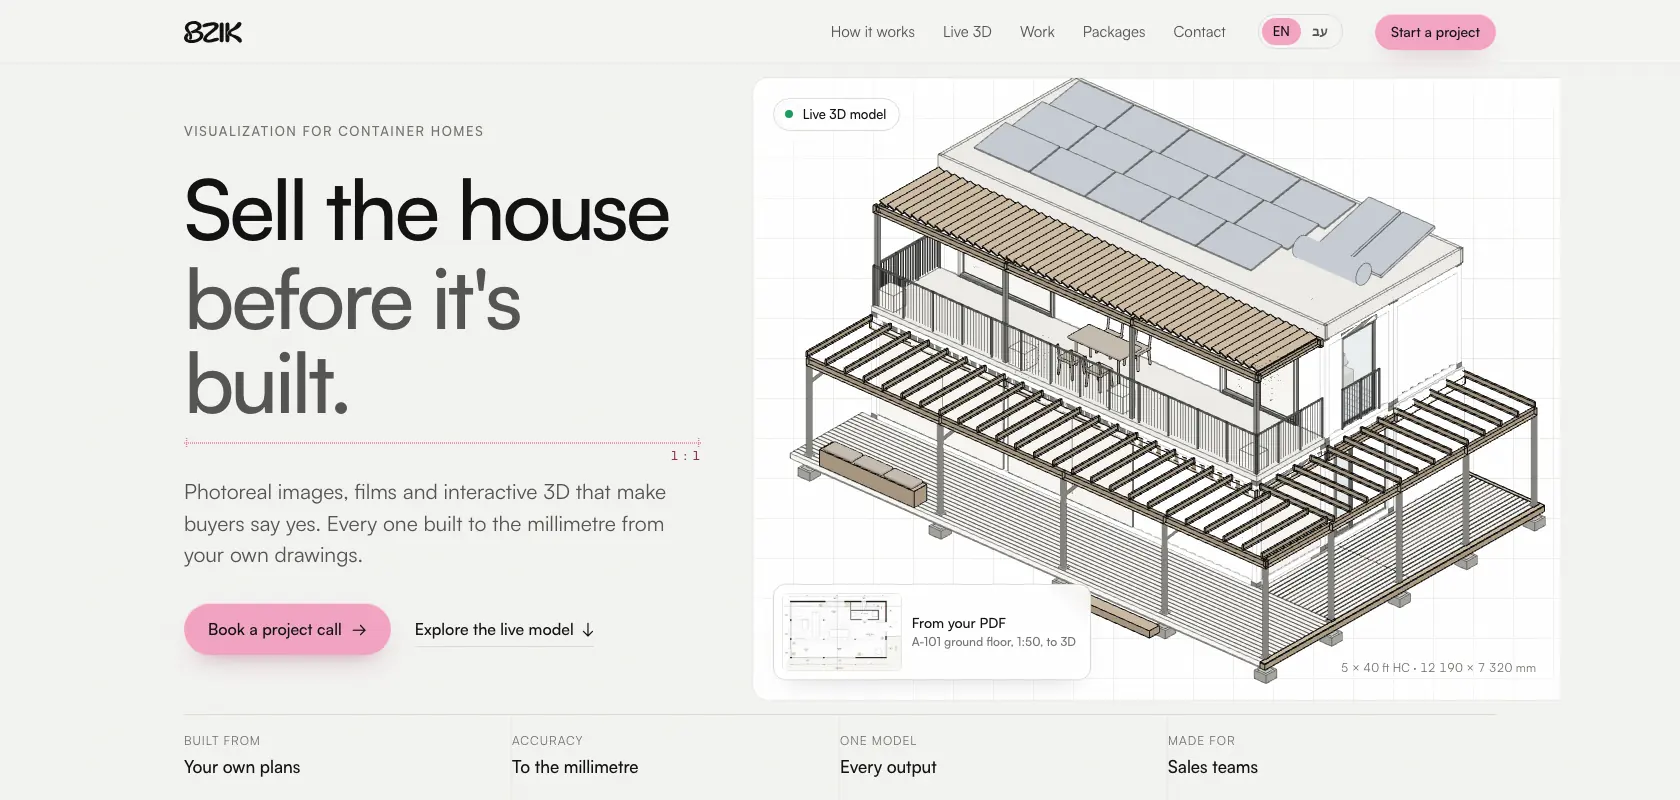 BZIK
How it works
Live 3D
Work
Packages
Contact
EN
עב
Start a project
VISUALIZATION FOR CONTAINER HOMES
Sell the house
before it's
built.
1 : 1
Photoreal images, films and interactive 3D that make
buyers say yes. Every one built to the millimetre from
your own drawings.
Book a project call →
Explore the live model ↓
Live 3D model
From your PDF
A-101 ground floor, 1:50, to 3D
5 × 40 ft HC · 12 190 × 7 320 mm
BUILT FROM
Your own plans
ACCURACY
To the millimetre
ONE MODEL
Every output
MADE FOR
Sales teams